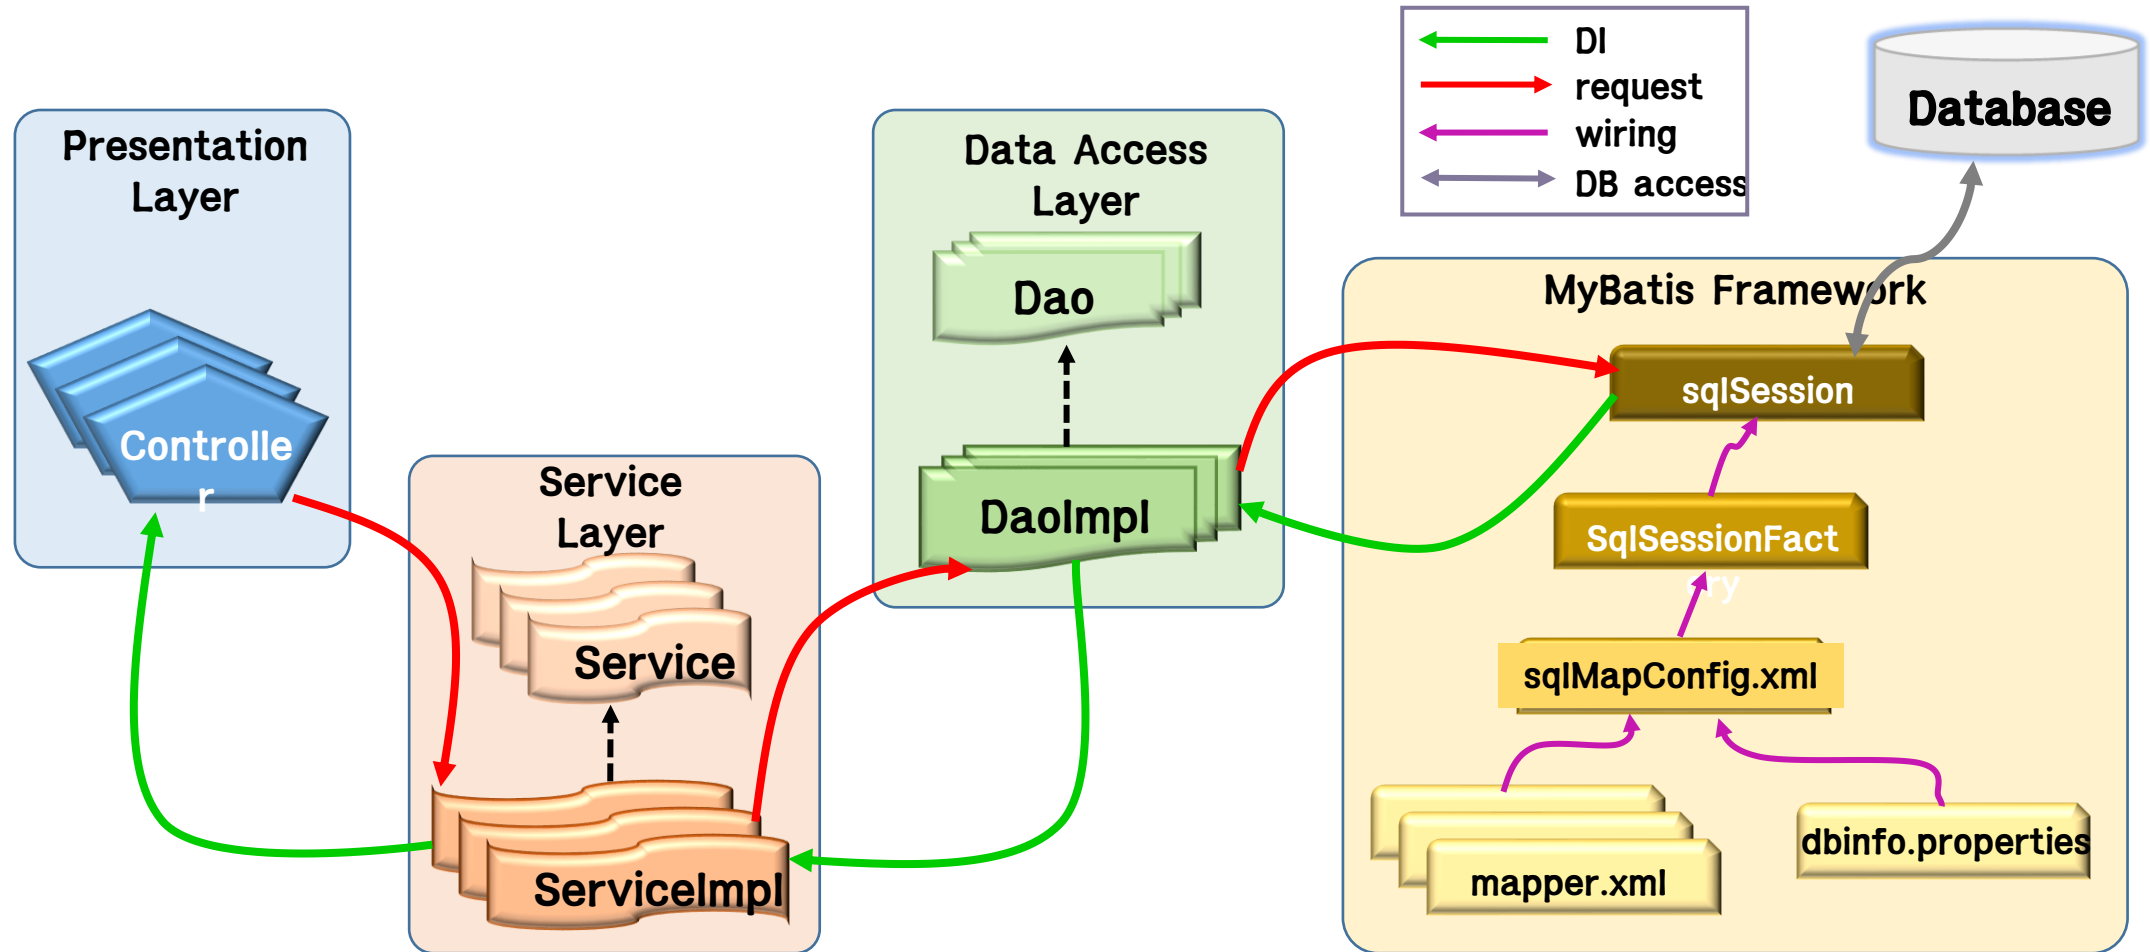 Presentation
Layer
Controlle
r
Service
Layer
Service
ServiceImpl
Data Access
Layer
Dao
DaoImpl
DI
request
wiring
DB access
Database
MyBatis Framework
sqlSession
SqlSessionFact
ory
sqlMapConfig.xml
mapper.xml
dbinfo.properties